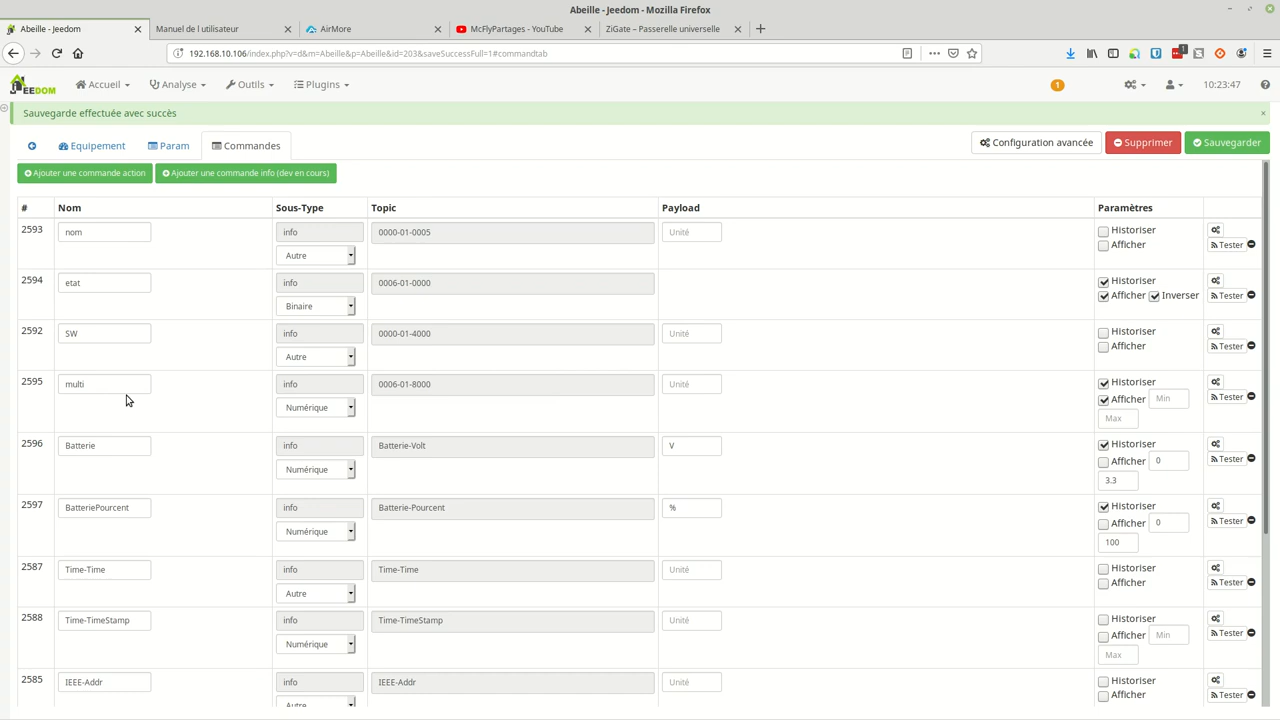 Abeille - Jeedom - Mozilla Firefox
Abeille - Jeedom
Manuel de l utilisateur
AirMore
McFlyPartages - YouTube
ZiGate – Passerelle universelle
192.168.10.106/index.php?v=d&m=Abeille&p=Abeille&id=203&saveSuccessFull=1#commandtab
1
JEEDOM
Accueil
Analyse
Outils
Plugins
1
10:23:47
Sauvegarde effectuée avec succès
Equipement
Param
Commandes
Configuration avancée
Supprimer
Sauvegarder
Ajouter une commande action
Ajouter une commande info (dev en cours)
# Nom Sous-Type Topic Payload Paramètres
2593 nom info 0000-01-0005 Unité Historiser
Autre Afficher Tester
2594 etat info 0006-01-0000 Historiser
Binaire Afficher Inverser Tester
2592 SW info 0000-01-4000 Unité Historiser
Autre Afficher Tester
2595 multi info 0006-01-8000 Unité Historiser
Numérique Afficher Min Tester
Max
2596 Batterie info Batterie-Volt V Historiser
Numérique Afficher 0 Tester
3.3
2597 BatteriePourcent info Batterie-Pourcent % Historiser
Numérique Afficher 0 Tester
100
2587 Time-Time info Time-Time Unité Historiser
Autre Afficher Tester
2588 Time-TimeStamp info Time-TimeStamp Unité Historiser
Numérique Afficher Min Tester
Max
2585 IEEE-Addr info IEEE-Addr Unité Historiser
Autre Afficher Tester